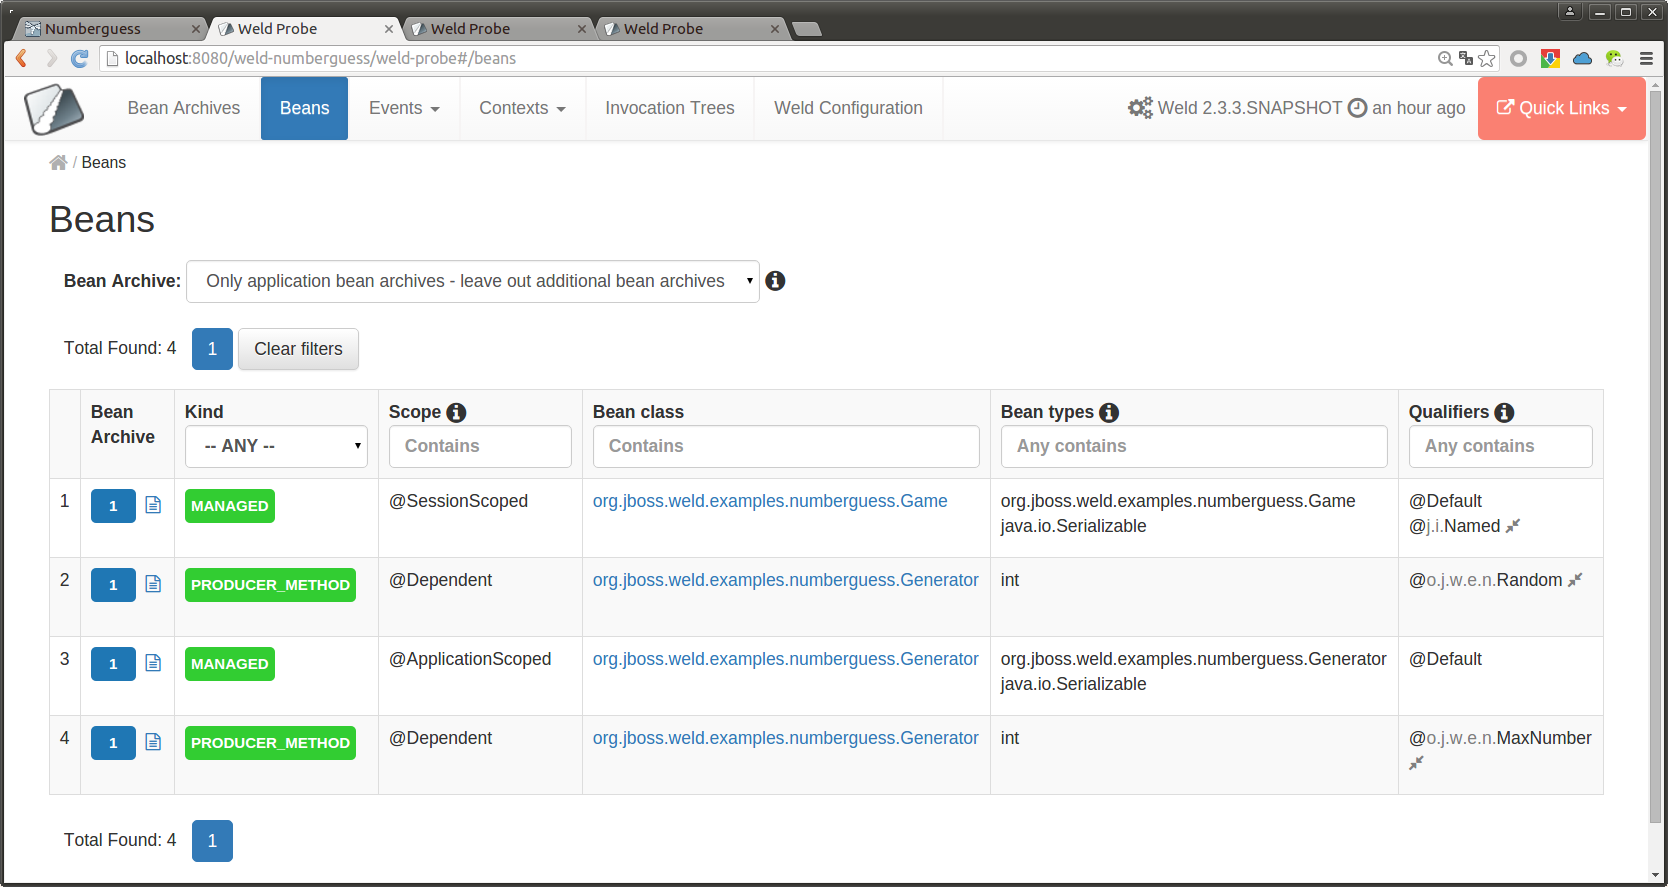 Numberguess
Weld Probe
Weld Probe
Weld Probe
localhost:8080/weld-numberguess/weld-probe#/beans
Bean Archives
Beans
Events
Contexts
Invocation Trees
Weld Configuration
Weld 2.3.3.SNAPSHOT
an hour ago
Quick Links
/ Beans
Beans
Bean Archive: Only application bean archives - leave out additional bean archives
Total Found: 4 1 Clear filters
Bean Archive
Kind
-- ANY --
Scope
Contains
Bean class
Contains
Bean types
Any contains
Qualifiers
Any contains
1
1
MANAGED
@SessionScoped
org.jboss.weld.examples.numberguess.Game
org.jboss.weld.examples.numberguess.Game
java.io.Serializable
@Default
@j.i.Named
2
1
PRODUCER_METHOD
@Dependent
org.jboss.weld.examples.numberguess.Generator
int
@o.j.w.e.n.Random
3
1
MANAGED
@ApplicationScoped
org.jboss.weld.examples.numberguess.Generator
org.jboss.weld.examples.numberguess.Generator
java.io.Serializable
@Default
4
1
PRODUCER_METHOD
@Dependent
org.jboss.weld.examples.numberguess.Generator
int
@o.j.w.e.n.MaxNumber
Total Found: 4 1